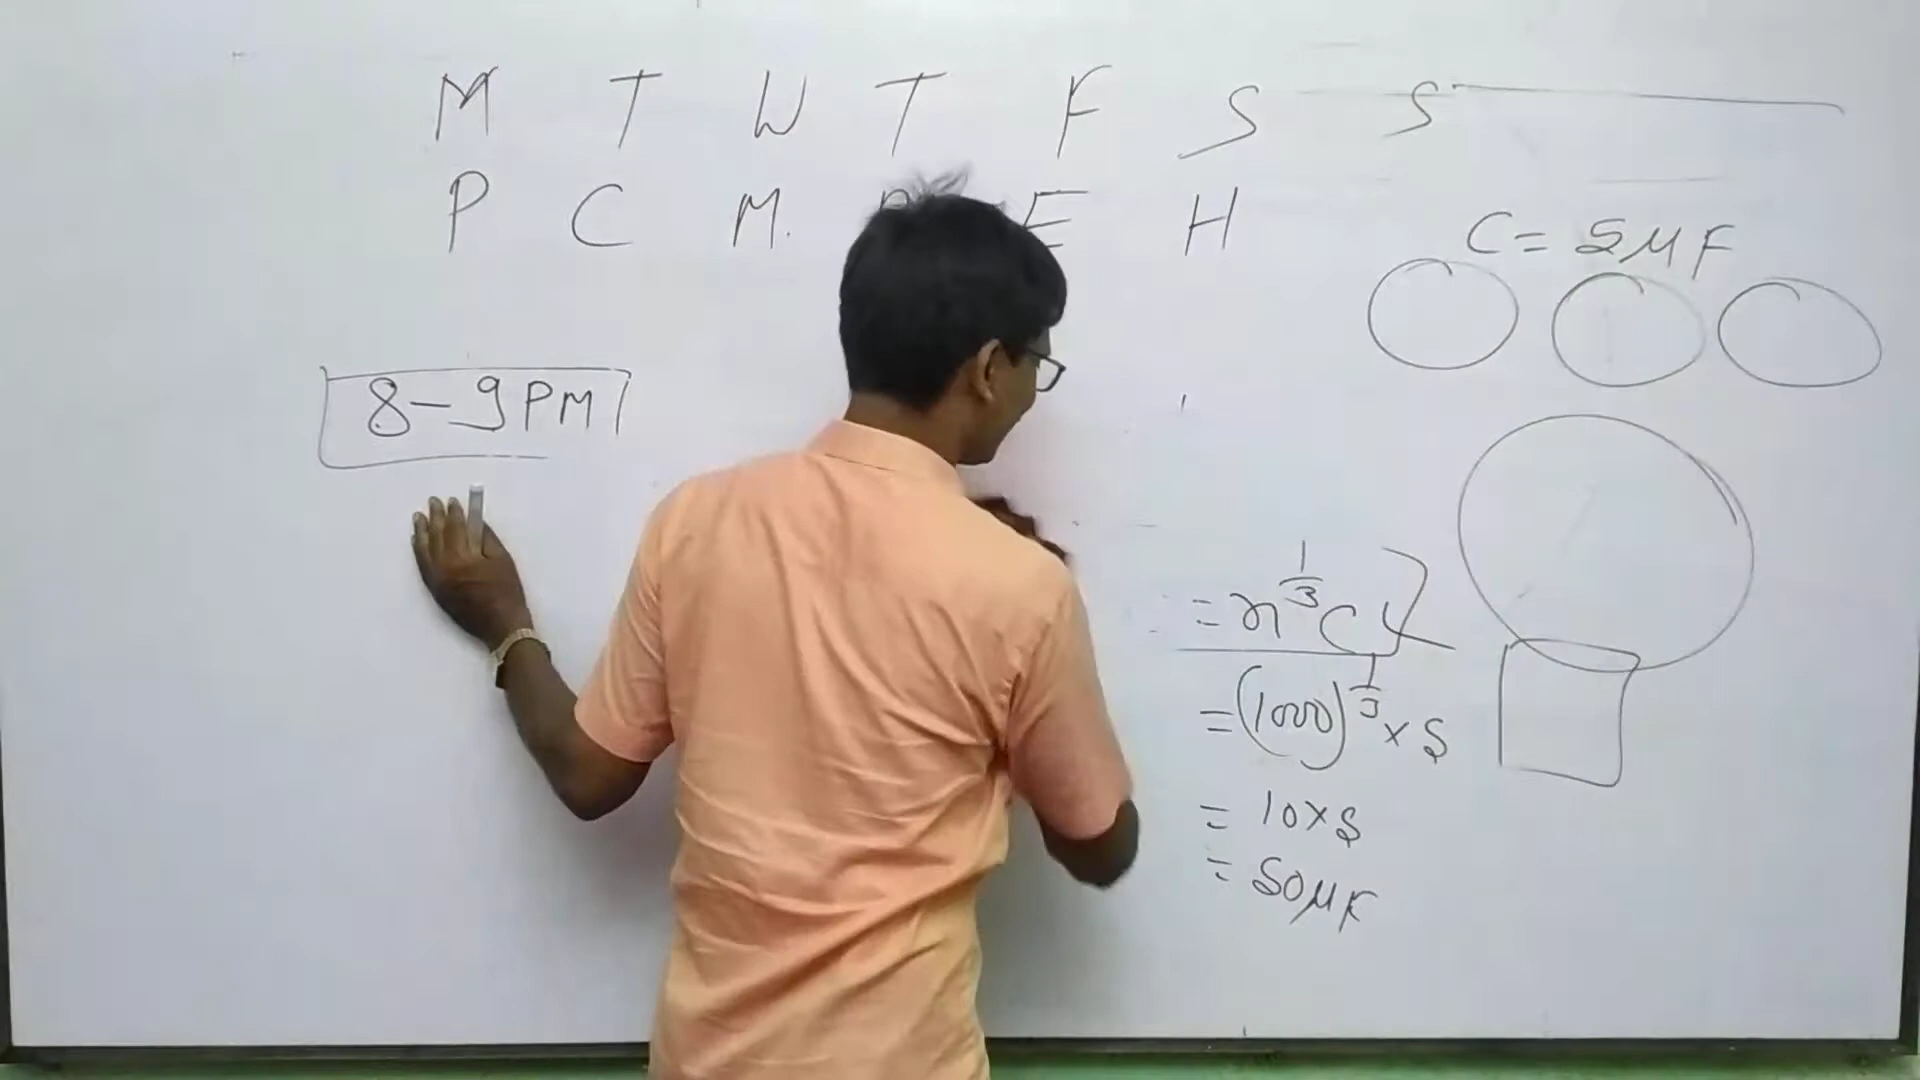 M T W T F S S
P C M. P E H
C = 5μF
8-9PM
= n^{1/3} C
= (1000)^{1/3} × 5
= 10×5
= 50μF